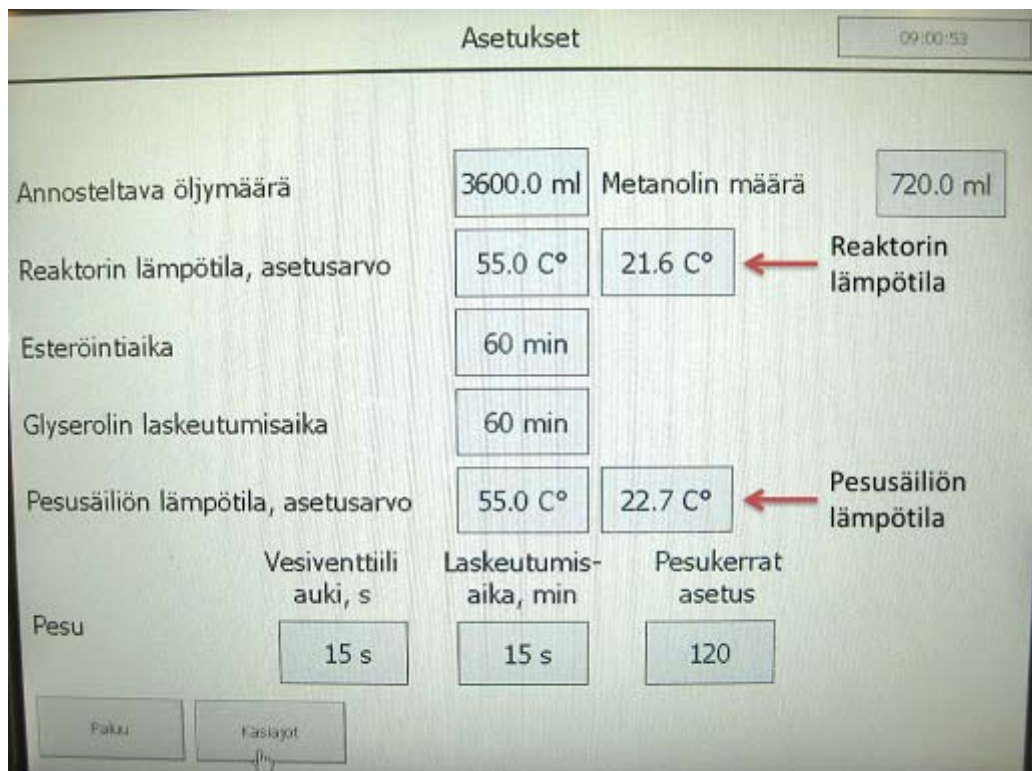 Asetukset
09:00:53
Annosteltava öljymäärä 3600.0 ml Metanolin määrä 720.0 ml
Reaktorin lämpötila, asetusarvo 55.0 C° 21.6 C° Reaktorin
lämpötila
Esteröintiaika 60 min
Glyserolin laskeutumisaika 60 min
Pesusäiliön lämpötila, asetusarvo 55.0 C° 22.7 C° Pesusäiliön
lämpötila
Vesiventtiili Laskeutumis- Pesukerrat
auki, s aika, min asetus
Pesu
15 s 15 s 120
Paluu Käsiajot